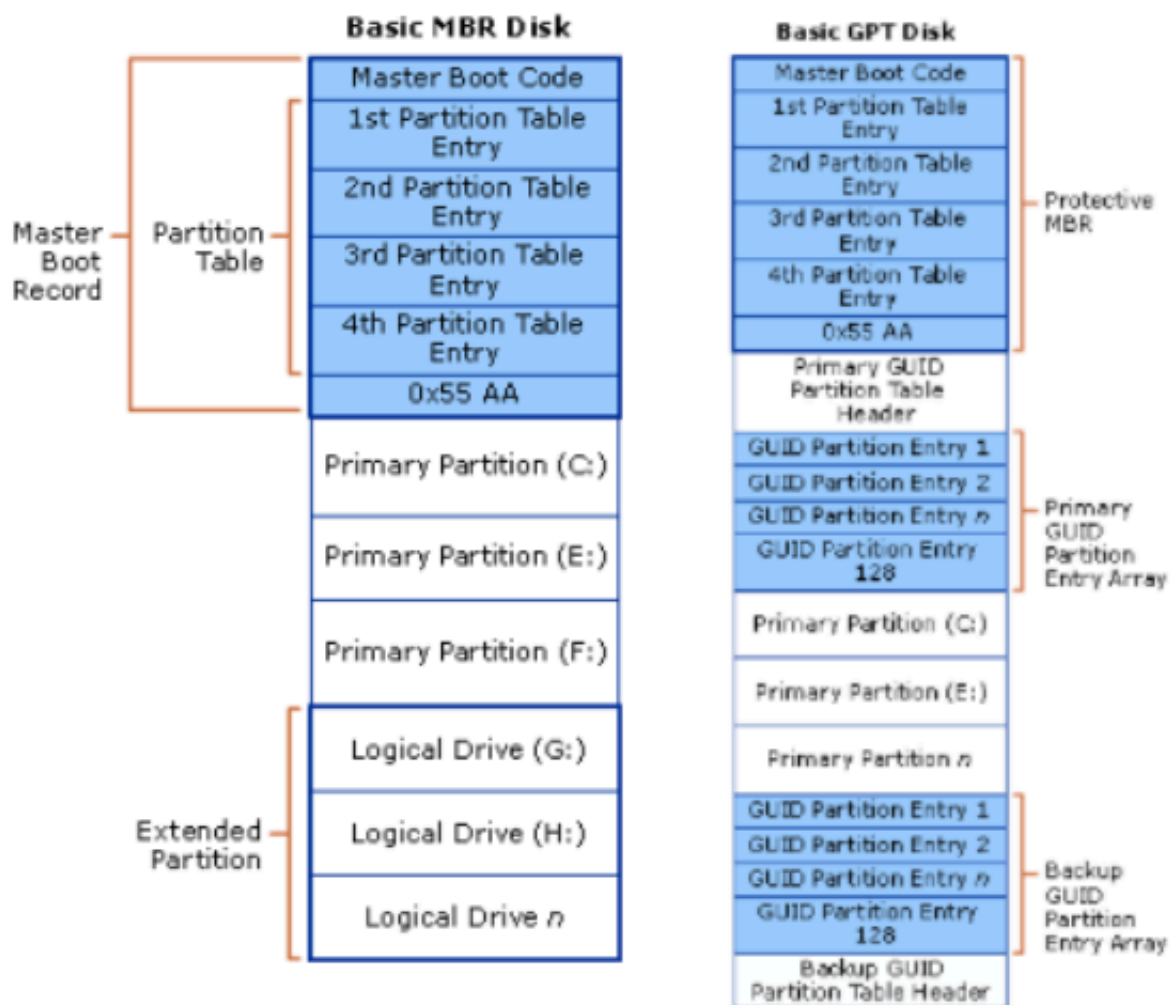 Basic MBR Disk
Master Boot Code
1st Partition Table
Entry
2nd Partition Table
Entry
3rd Partition Table
Entry
4th Partition Table
Entry
0x55 AA
Primary Partition (C:)
Primary Partition (E:)
Primary Partition (F:)
Logical Drive (G:)
Logical Drive (H:)
Logical Drive n
Master
Boot
Record
Partition
Table
Extended
Partition
Basic GPT Disk
Master Boot Code
1st Partition Table
Entry
2nd Partition Table
Entry
3rd Partition Table
Entry
4th Partition Table
Entry
0x55 AA
Primary GUID
Partition Table
Header
GUID Partition Entry 1
GUID Partition Entry 2
GUID Partition Entry n
GUID Partition Entry
128
Primary Partition (C:)
Primary Partition (E:)
Primary Partition n
GUID Partition Entry 1
GUID Partition Entry 2
GUID Partition Entry n
GUID Partition Entry
128
Backup GUID
Partition Table Header
Protective
MBR
Primary
GUID
Partition
Entry Array
Backup
GUID
Partition
Entry Array